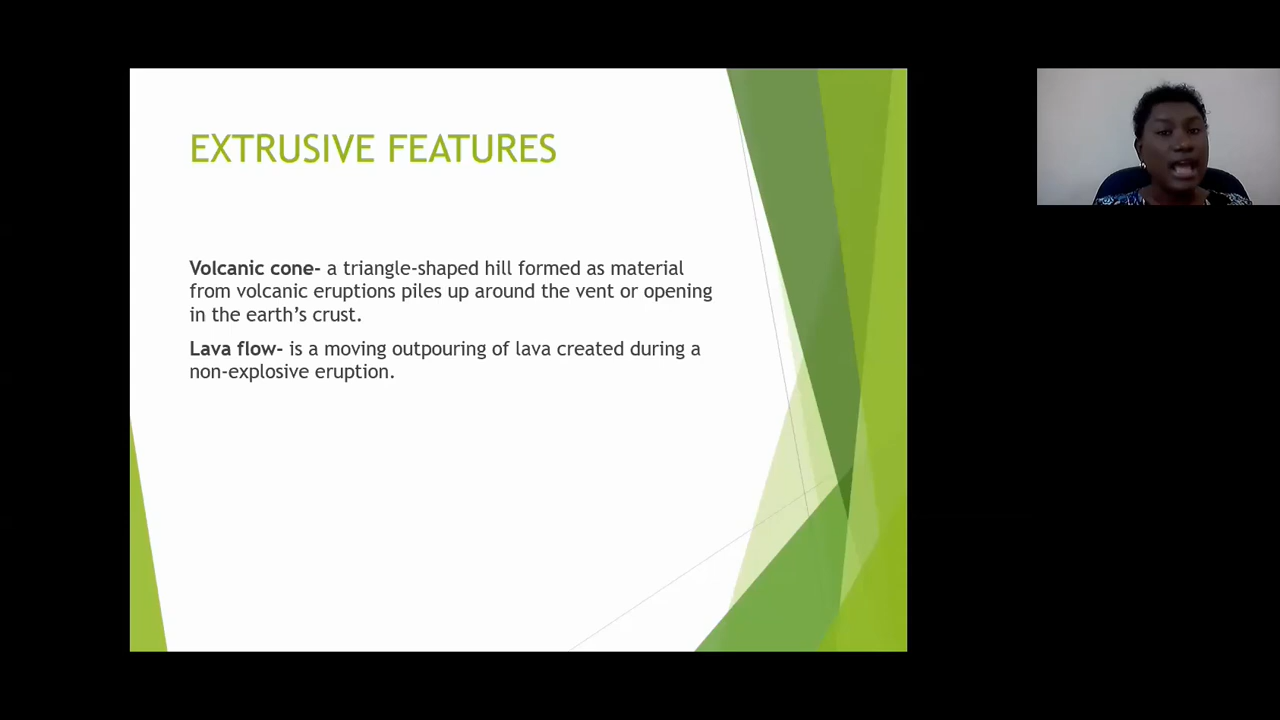 EXTRUSIVE FEATURES
Volcanic cone- a triangle-shaped hill formed as material
from volcanic eruptions piles up around the vent or opening
in the earth’s crust.
Lava flow- is a moving outpouring of lava created during a
non-explosive eruption.